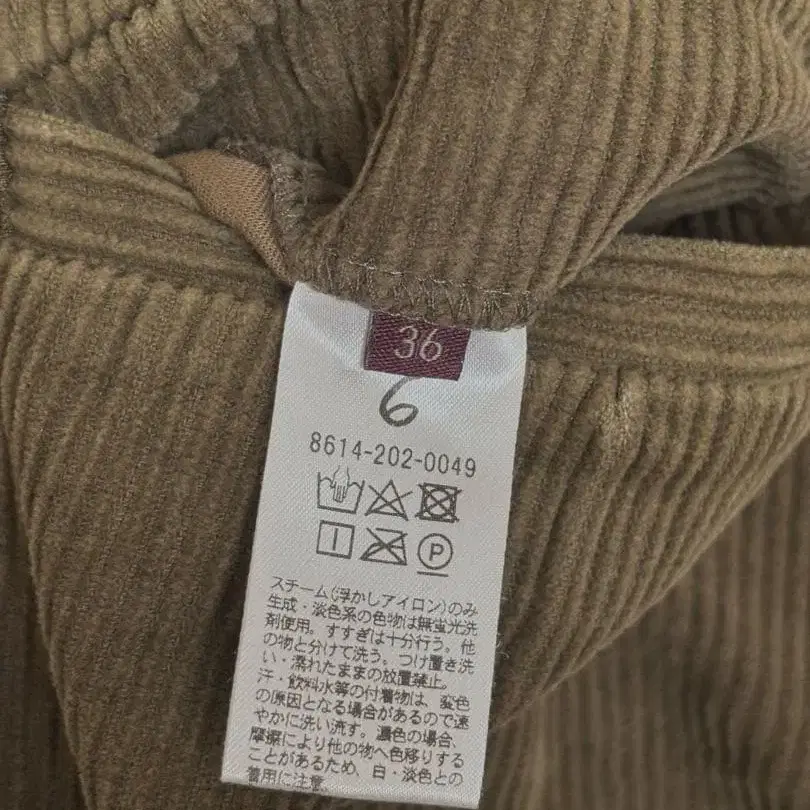 36
6
8614-202-0049
P
スチーム(浮かしアイロン)のみ
生成・淡色系の色物は無蛍光洗
剤使用。すすぎは十分行う。他
の物と分けて洗う。つけ置き洗
い・濡れたままの放置禁止。
汗・飲料水等の付着物は、変色
の原因となる場合があるので速
やかに洗い流す。濃色の場合、
摩擦により他の物へ色移りする
ことがあるため、白・淡色との
着用に注意